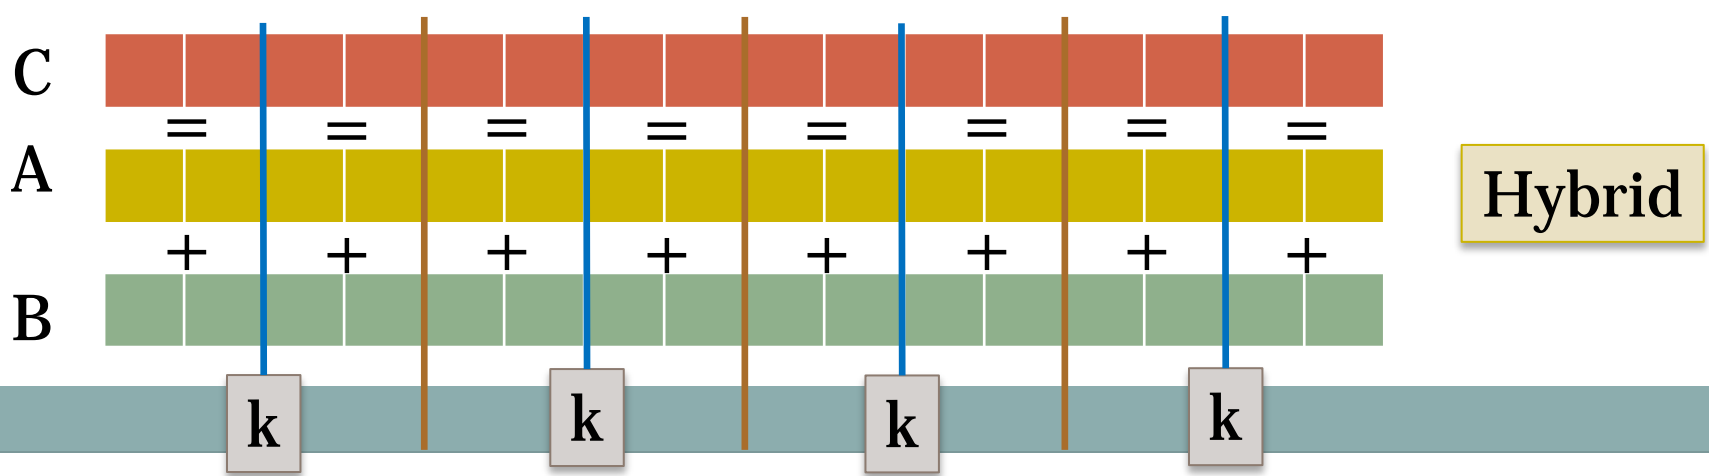 C
= = = = = = = =
A
Hybrid
+ + + + + + + +
B
k k k k